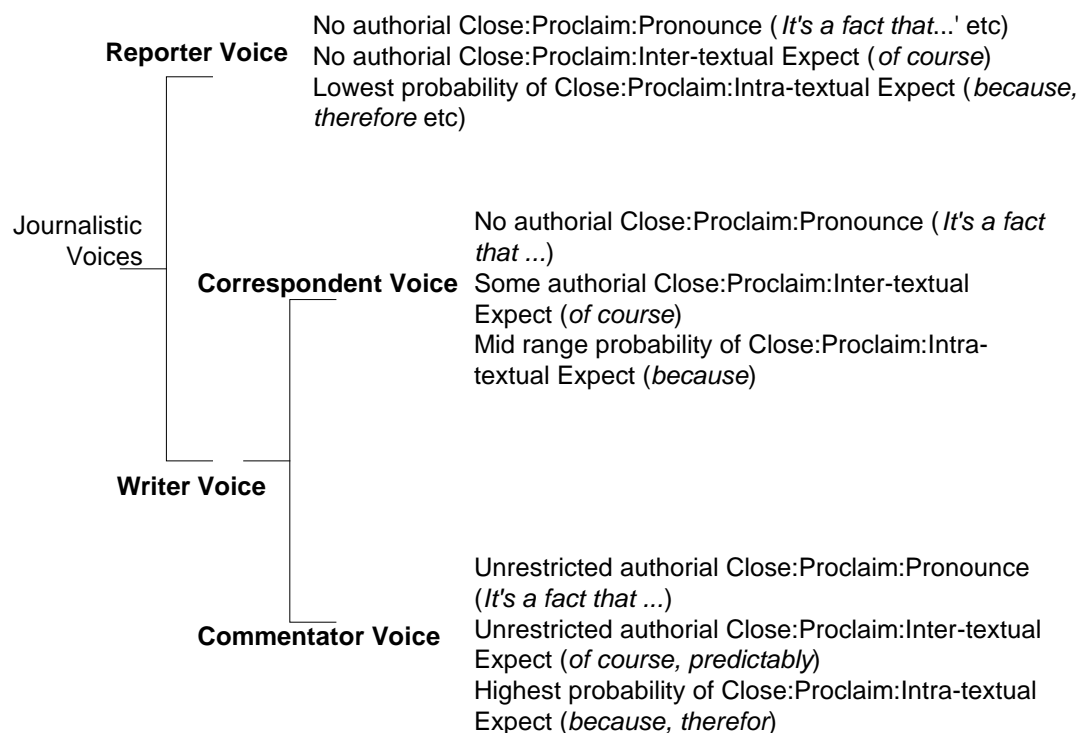 No authorial Close:Proclaim:Pronounce (It's a fact that...' etc)
Reporter Voice No authorial Close:Proclaim:Inter-textual Expect (of course)
Lowest probability of Close:Proclaim:Intra-textual Expect (because,
therefore etc)
Journalistic
Voices
No authorial Close:Proclaim:Pronounce (It's a fact
that ...)
Correspondent Voice Some authorial Close:Proclaim:Inter-textual
Expect (of course)
Mid range probability of Close:Proclaim:Intra-
textual Expect (because)
Writer Voice
Unrestricted authorial Close:Proclaim:Pronounce
(It's a fact that ...)
Commentator Voice Unrestricted authorial Close:Proclaim:Inter-textual
Expect (of course, predictably)
Highest probability of Close:Proclaim:Intra-textual
Expect (because, therefor)